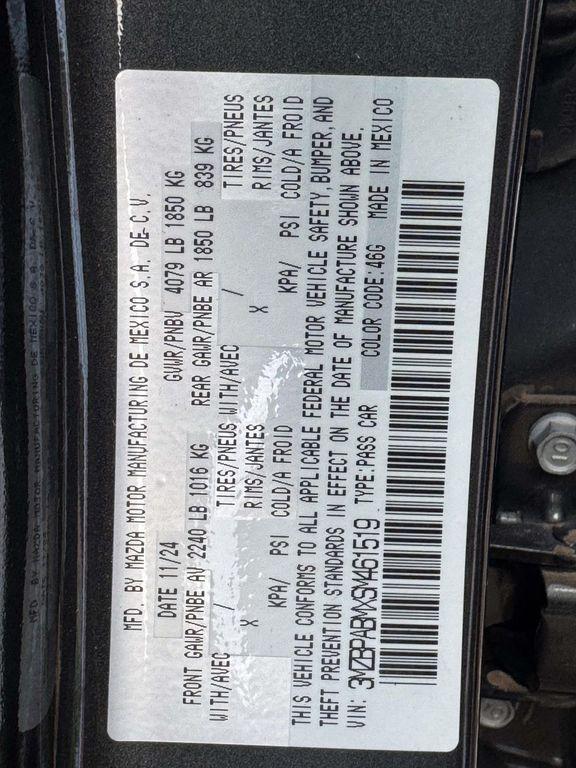 MFD. BY MAZDA MOTOR MANUFACTURING DE MEXICO S.A. DE C.V.
DATE 11/24 GVWR/PNBV 4079 LB 1850 KG
FRONT GAWR/PNBE AV 2240 LB 1016 KG REAR GAWR/PNBE AR 1850 LB 839 KG
WITH/AVEC / TIRES/PNEUS WITH/AVEC / TIRES/PNEUS
X RIMS/JANTES X RIMS/JANTES
KPA/ PSI COLD/A FROID KPA/ PSI COLD/A FROID
THIS VEHICLE CONFORMS TO ALL APPLICABLE FEDERAL MOTOR VEHICLE SAFETY, BUMPER, AND
THEFT PREVENTION STANDARDS IN EFFECT ON THE DATE OF MANUFACTURE SHOWN ABOVE.
VIN: 3MZBPABMXSM461519 TYPE:PASS CAR COLOR CODE:46G MADE IN MEXICO